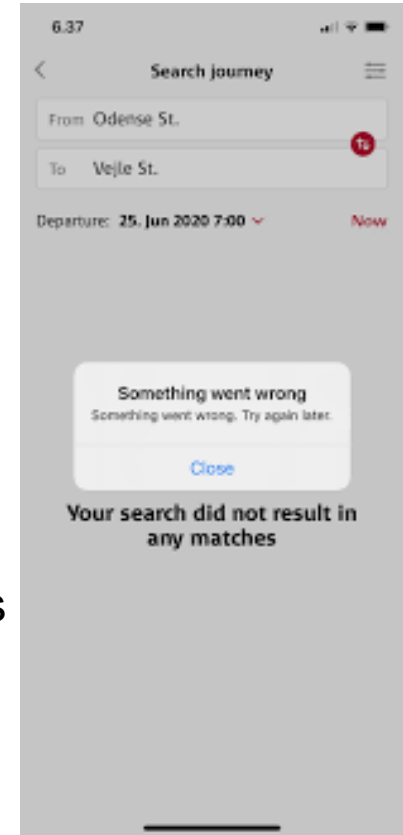 6.37
Search journey
From Odense St.
To Vejle St.
Departure: 25. Jun 2020 7:00 Now
Something went wrong
Something went wrong. Try again later.
Close
Your search did not result in
any matches
s